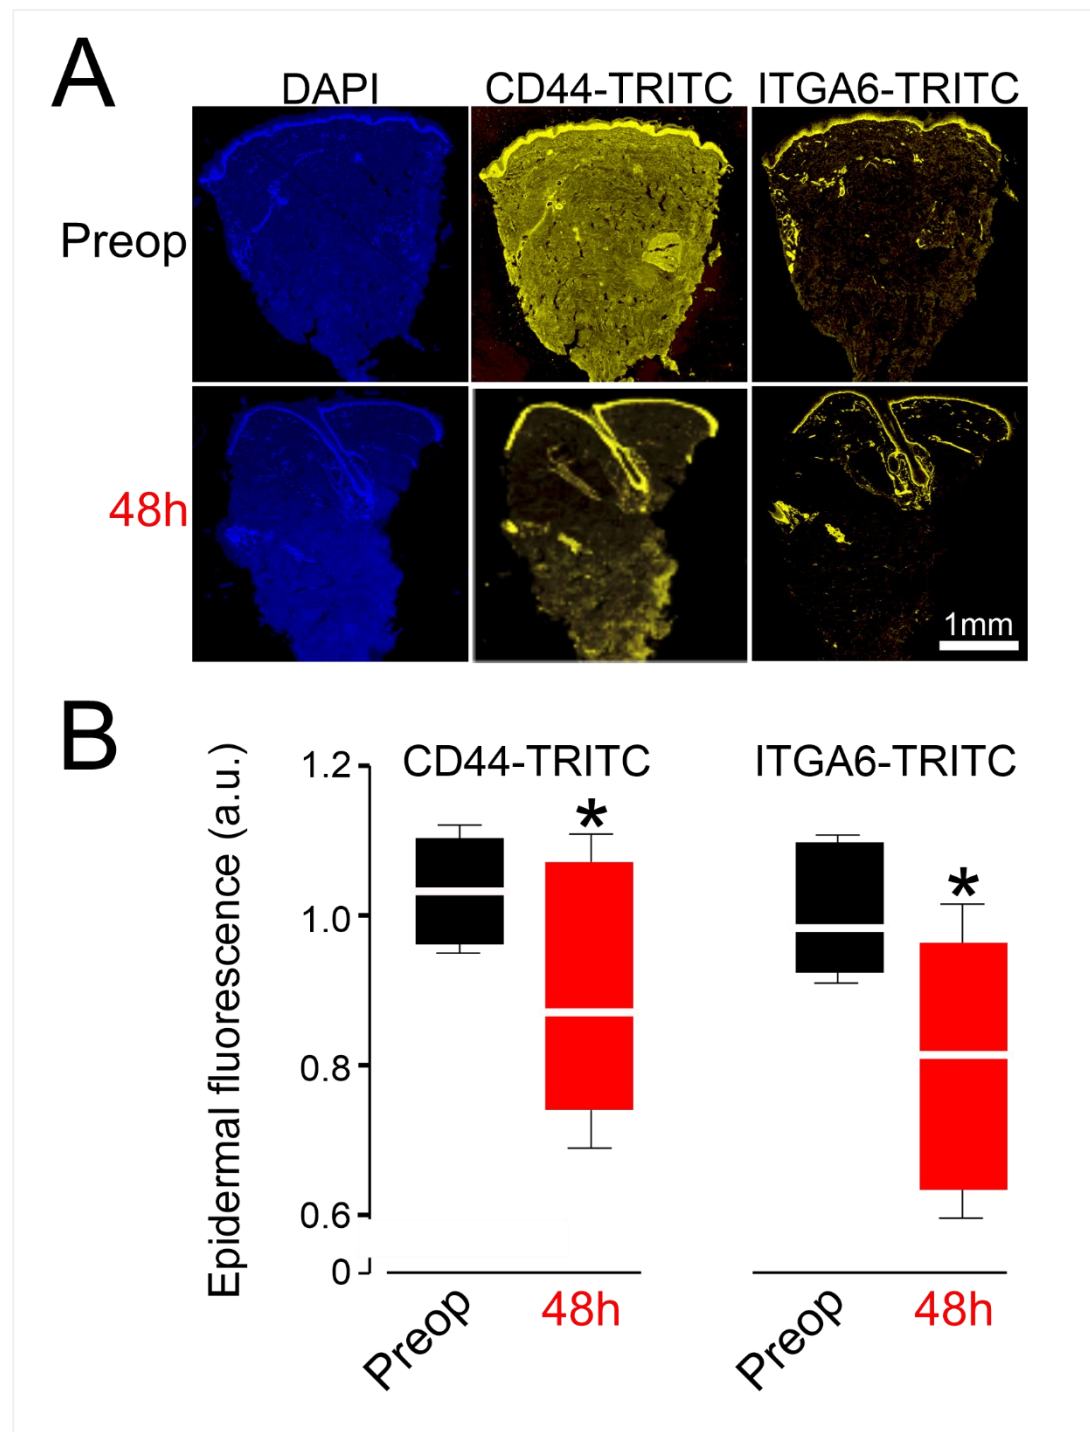 A
DAPI CD44-TRITC ITGA6-TRITC
Preop
48h
1mm
B
Epidermal fluorescence (a.u.)
CD44-TRITC ITGA6-TRITC
1.2
*
*
1.0
0.8
0.6
0
Preop 48h Preop 48h